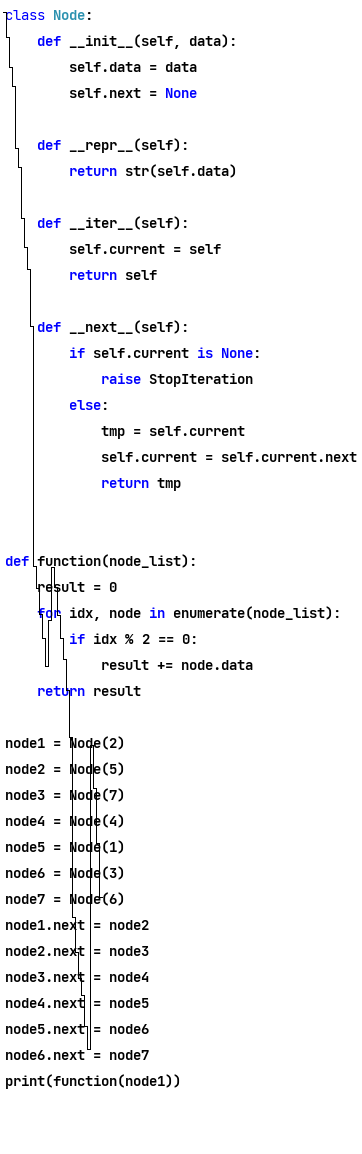 class Node:
    def __init__(self, data):
        self.data = data
        self.next = None

    def __repr__(self):
        return str(self.data)

    def __iter__(self):
        self.current = self
        return self

    def __next__(self):
        if self.current is None:
            raise StopIteration
        else:
            tmp = self.current
            self.current = self.current.next
            return tmp


def function(node_list):
    result = 0
    for idx, node in enumerate(node_list):
        if idx % 2 == 0:
            result += node.data
    return result

node1 = Node(2)
node2 = Node(5)
node3 = Node(7)
node4 = Node(4)
node5 = Node(1)
node6 = Node(3)
node7 = Node(6)
node1.next = node2
node2.next = node3
node3.next = node4
node4.next = node5
node5.next = node6
node6.next = node7
print(function(node1))